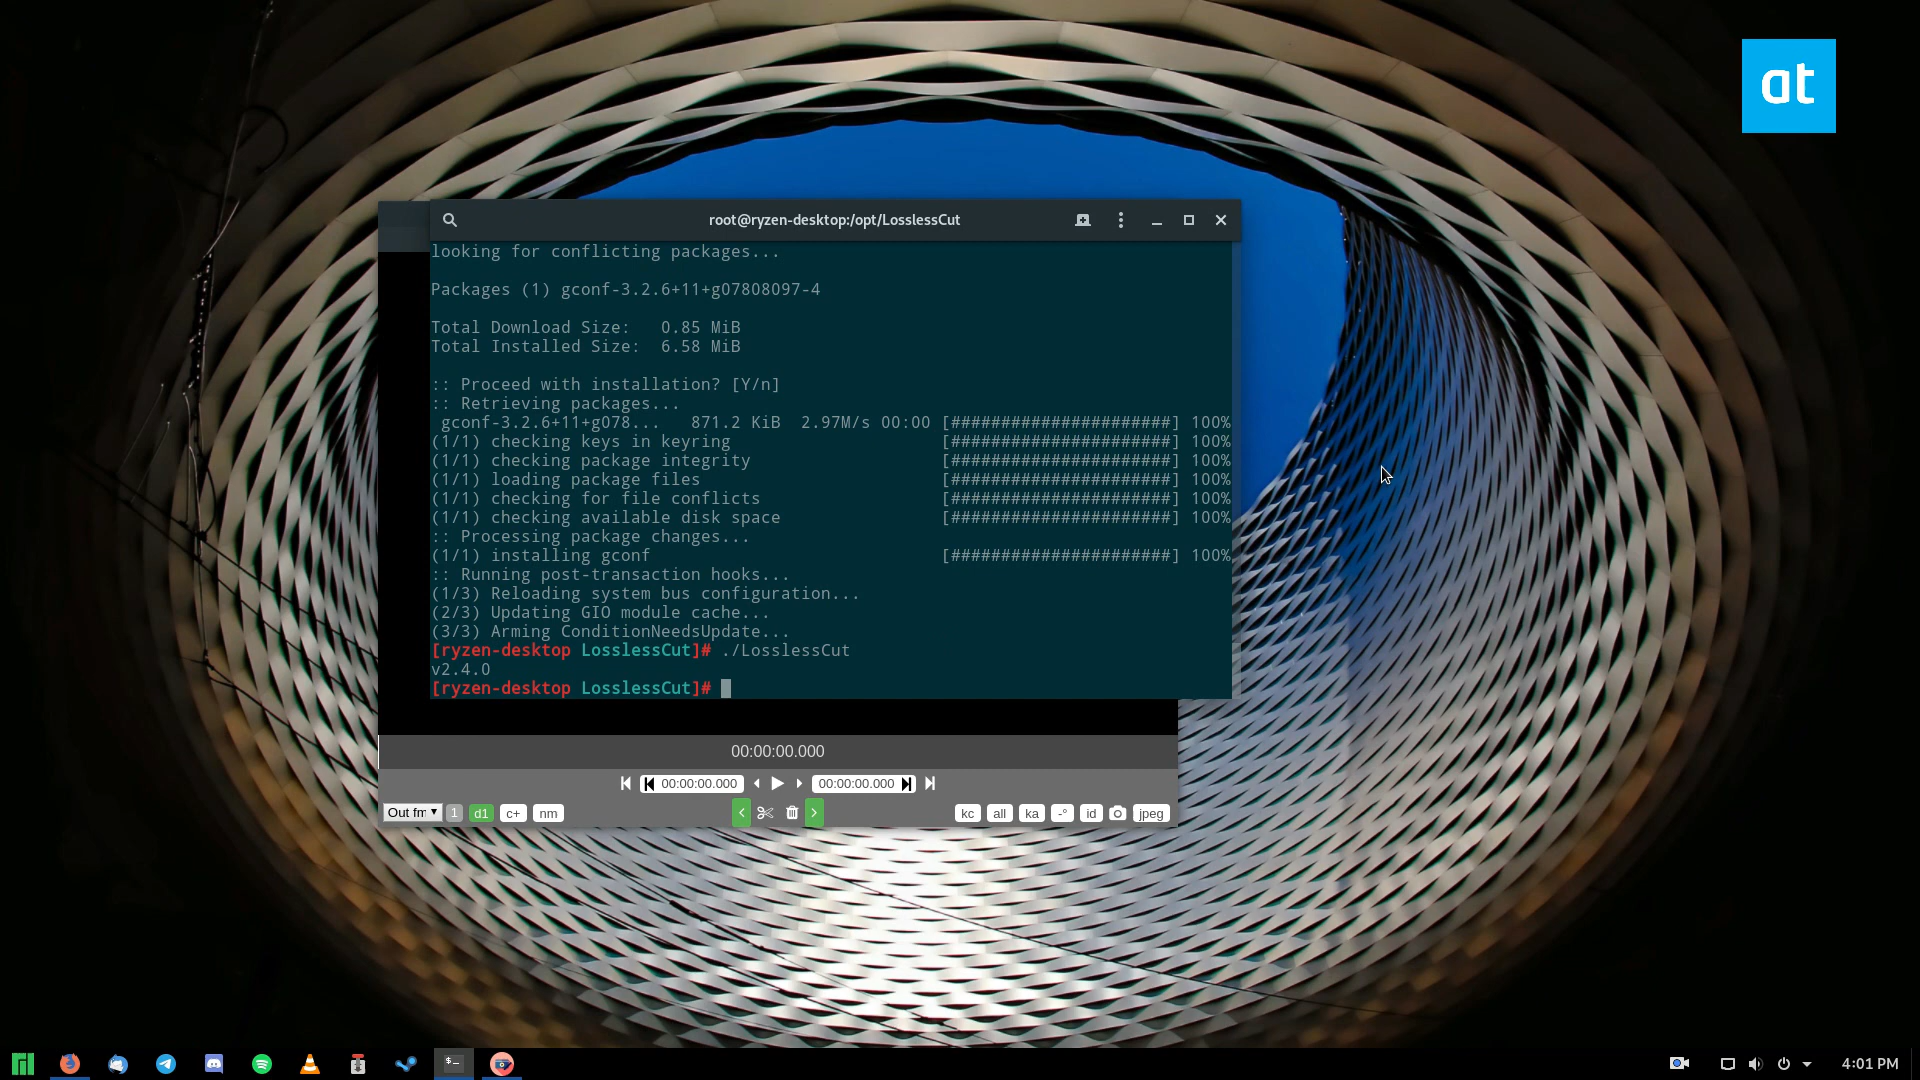 at
root@ryzen-desktop:/opt/LosslessCut
looking for conflicting packages...
Packages (1) gconf-3.2.6+11+g07808097-4
Total Download Size:   0.85 MiB
Total Installed Size:  6.58 MiB
:: Proceed with installation? [Y/n]
:: Retrieving packages...
gconf-3.2.6+11+g078...   871.2 KiB  2.97M/s 00:00 [######################] 100%
(1/1) checking keys in keyring                     [######################] 100%
(1/1) checking package integrity                   [######################] 100%
(1/1) loading package files                        [######################] 100%
(1/1) checking for file conflicts                  [######################] 100%
(1/1) checking available disk space                [######################] 100%
:: Processing package changes...
(1/1) installing gconf                             [######################] 100%
:: Running post-transaction hooks...
(1/3) Reloading system bus configuration...
(2/3) Updating GIO module cache...
(3/3) Arming ConditionNeedsUpdate...
[ryzen-desktop LosslessCut]# ./LosslessCut
v2.4.0
[ryzen-desktop LosslessCut]#
00:00:00.000
00:00:00.000 00:00:00.000
Out fm 1 d1 c+ nm kc all ka -° id jpeg
4:01 PM